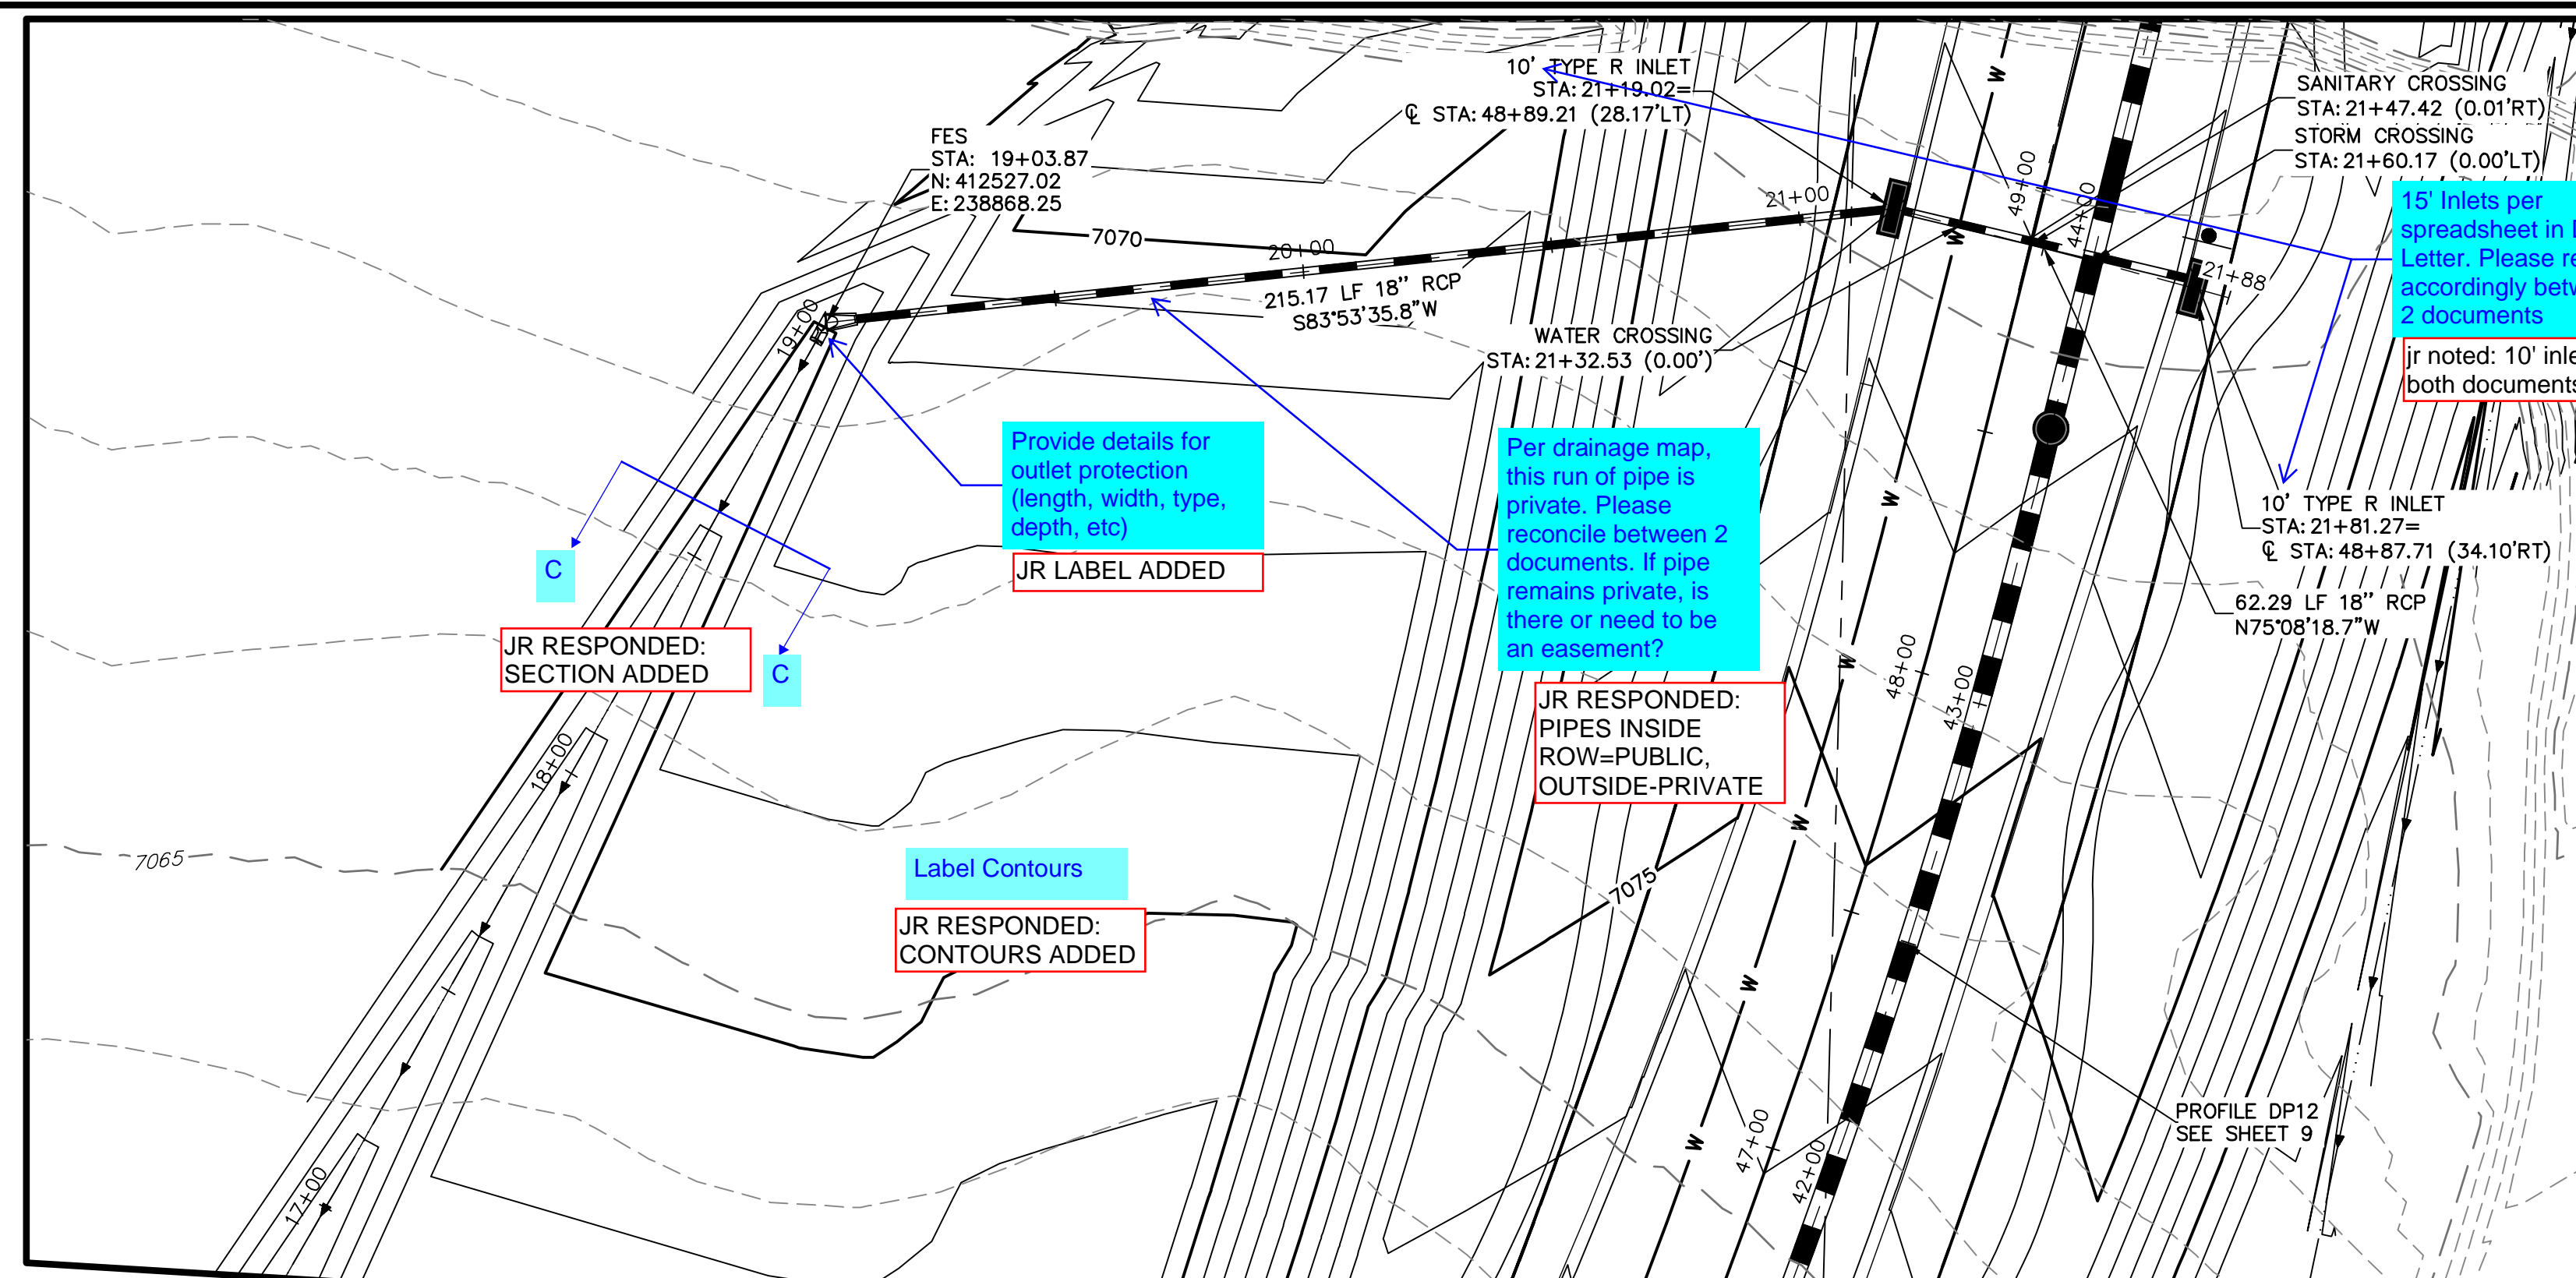 10' TYPE R INLET
STA: 21+19.02=
℄ STA: 48+89.21 (28.17'LT)
SANITARY CROSSING
STA: 21+47.42 (0.01'RT)
STORM CROSSING
STA: 21+60.17 (0.00'LT)
FES
STA: 19+03.87
N: 412527.02
E: 238868.25
15' Inlets per
spreadsheet in
Letter. Please
accordingly
2 documents
jr noted: 10'
both documents
7070
20+00
21+00
49+00
44+00
21+88
215.17 LF 18" RCP
S83°53'35.8"W
19+00
WATER CROSSING
STA: 21+32.53 (0.00')
Provide details for
outlet protection
(length, width, type,
depth, etc)
JR LABEL ADDED
Per drainage map,
this run of pipe is
private. Please
reconcile between 2
documents. If pipe
remains private, is
there or need to be
an easement?
JR RESPONDED:
PIPES INSIDE
ROW=PUBLIC,
OUTSIDE-PRIVATE
10' TYPE R INLET
STA: 21+81.27=
℄ STA: 48+87.71 (34.10'RT)
62.29 LF 18" RCP
N75°08'18.7"W
C
C
JR RESPONDED:
SECTION ADDED
48+00
43+00
18+00
7065
Label Contours
JR RESPONDED:
CONTOURS ADDED
7075
W
W
W
W
W
W
W
47+00
42+00
17+00
PROFILE DP12
SEE SHEET 9